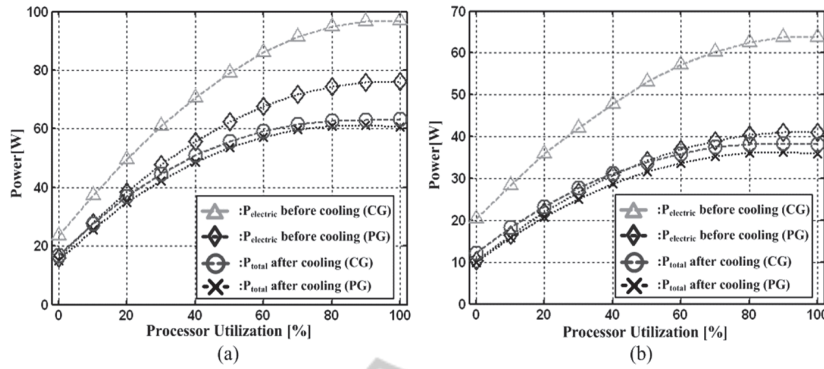 100
80
60
40
20
0
Power[W]
:Pelectric before cooling (CG)
:Pelectric before cooling (PG)
:Ptotal after cooling (CG)
:Ptotal after cooling (PG)
0 20 40 60 80 100
Processor Utilization [%]
(a)
70
60
50
40
30
20
10
0
Power[W]
:Pelectric before cooling (CG)
:Pelectric before cooling (PG)
:Ptotal after cooling (CG)
:Ptotal after cooling (PG)
0 20 40 60 80 100
Processor Utilization [%]
(b)